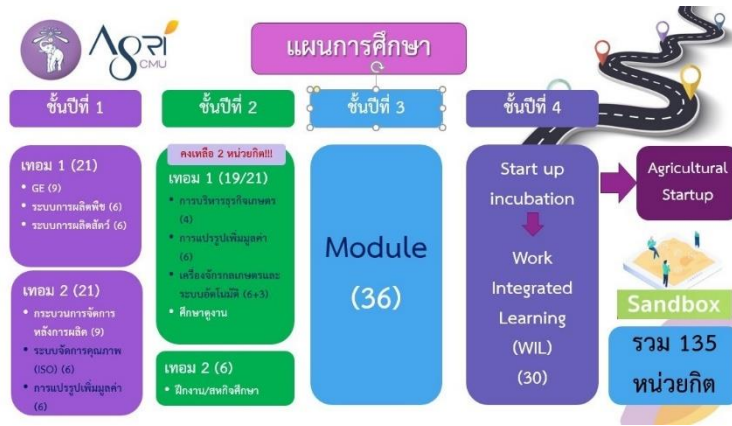 AGRI
CMU
แผนการศึกษา
ชั้นปีที่ 1
เทอม 1 (21)
• GE (9)
• ระบบการผลิตพืช (6)
• ระบบการผลิตสัตว์ (6)
เทอม 2 (21)
• กระบวนการจัดการ
หลังการผลิต (9)
• ระบบจัดการคุณภาพ
(ISO) (6)
• การแปรรูปเพิ่มมูลค่า
(6)
ชั้นปีที่ 2
คงเหลือ 2 หน่วยกิต!!!
เทอม 1 (19/21)
• การบริหารธุรกิจเกษตร
(4)
• การแปรรูปเพิ่มมูลค่า
(6)
• เครื่องจักรกลเกษตรและ
ระบบอัตโนมัติ (6+3)
• ศึกษาดูงาน
เทอม 2 (6)
• ฝึกงาน/สหกิจศึกษา
ชั้นปีที่ 3
Module
(36)
ชั้นปีที่ 4
Start up
incubation
Work
Integrated
Learning
(WIL)
(30)
Agricultural
Startup
Sandbox
รวม 135
หน่วยกิต